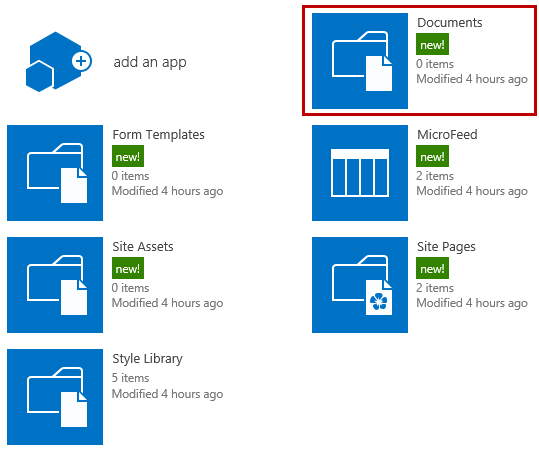 add an app
Documents
new!
0 items
Modified 4 hours ago
Form Templates
new!
0 items
Modified 4 hours ago
MicroFeed
new!
2 items
Modified 4 hours ago
Site Assets
new!
0 items
Modified 4 hours ago
Site Pages
new!
2 items
Modified 4 hours ago
Style Library
5 items
Modified 4 hours ago